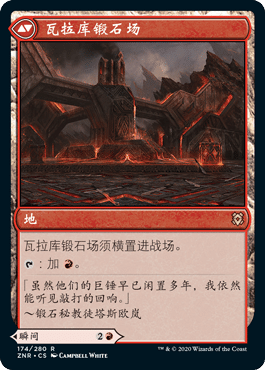 瓦拉库锻石场
地
瓦拉库锻石场须横置进战场。
：加 。
「虽然他们的巨锤早已闲置多年，我依然
能听见敲打的回响。」
～锻石秘教徒塔斯欧岚
瞬间 2
174/280 R
ZNR • CS CAMPBELL WHITE
™ & © 2020 Wizards of the Coast